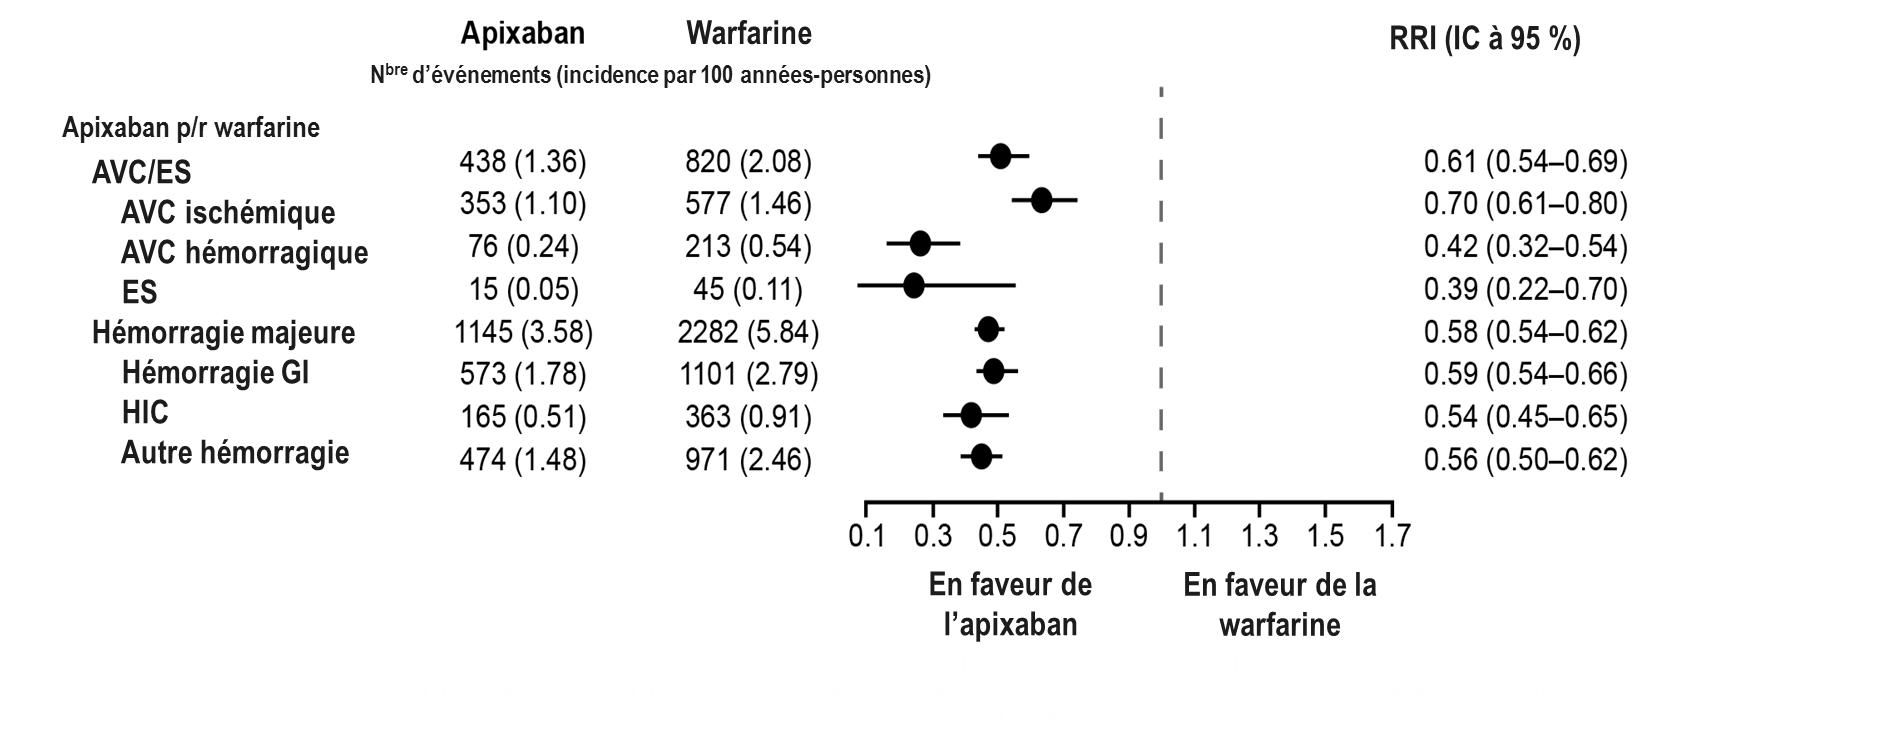 Apixaban Warfarine RRI (IC à 95 %)
Nbre d’événements (incidence par 100 années-personnes)
Apixaban p/r warfarine
AVC/ES 438 (1.36) 820 (2.08) 0.61 (0.54–0.69)
AVC ischémique 353 (1.10) 577 (1.46) 0.70 (0.61–0.80)
AVC hémorragique 76 (0.24) 213 (0.54) 0.42 (0.32–0.54)
ES 15 (0.05) 45 (0.11) 0.39 (0.22–0.70)
Hémorragie majeure 1145 (3.58) 2282 (5.84) 0.58 (0.54–0.62)
Hémorragie GI 573 (1.78) 1101 (2.79) 0.59 (0.54–0.66)
HIC 165 (0.51) 363 (0.91) 0.54 (0.45–0.65)
Autre hémorragie 474 (1.48) 971 (2.46) 0.56 (0.50–0.62)
0.1 0.3 0.5 0.7 0.9 1.1 1.3 1.5 1.7
En faveur de En faveur de la
l’apixaban warfarine